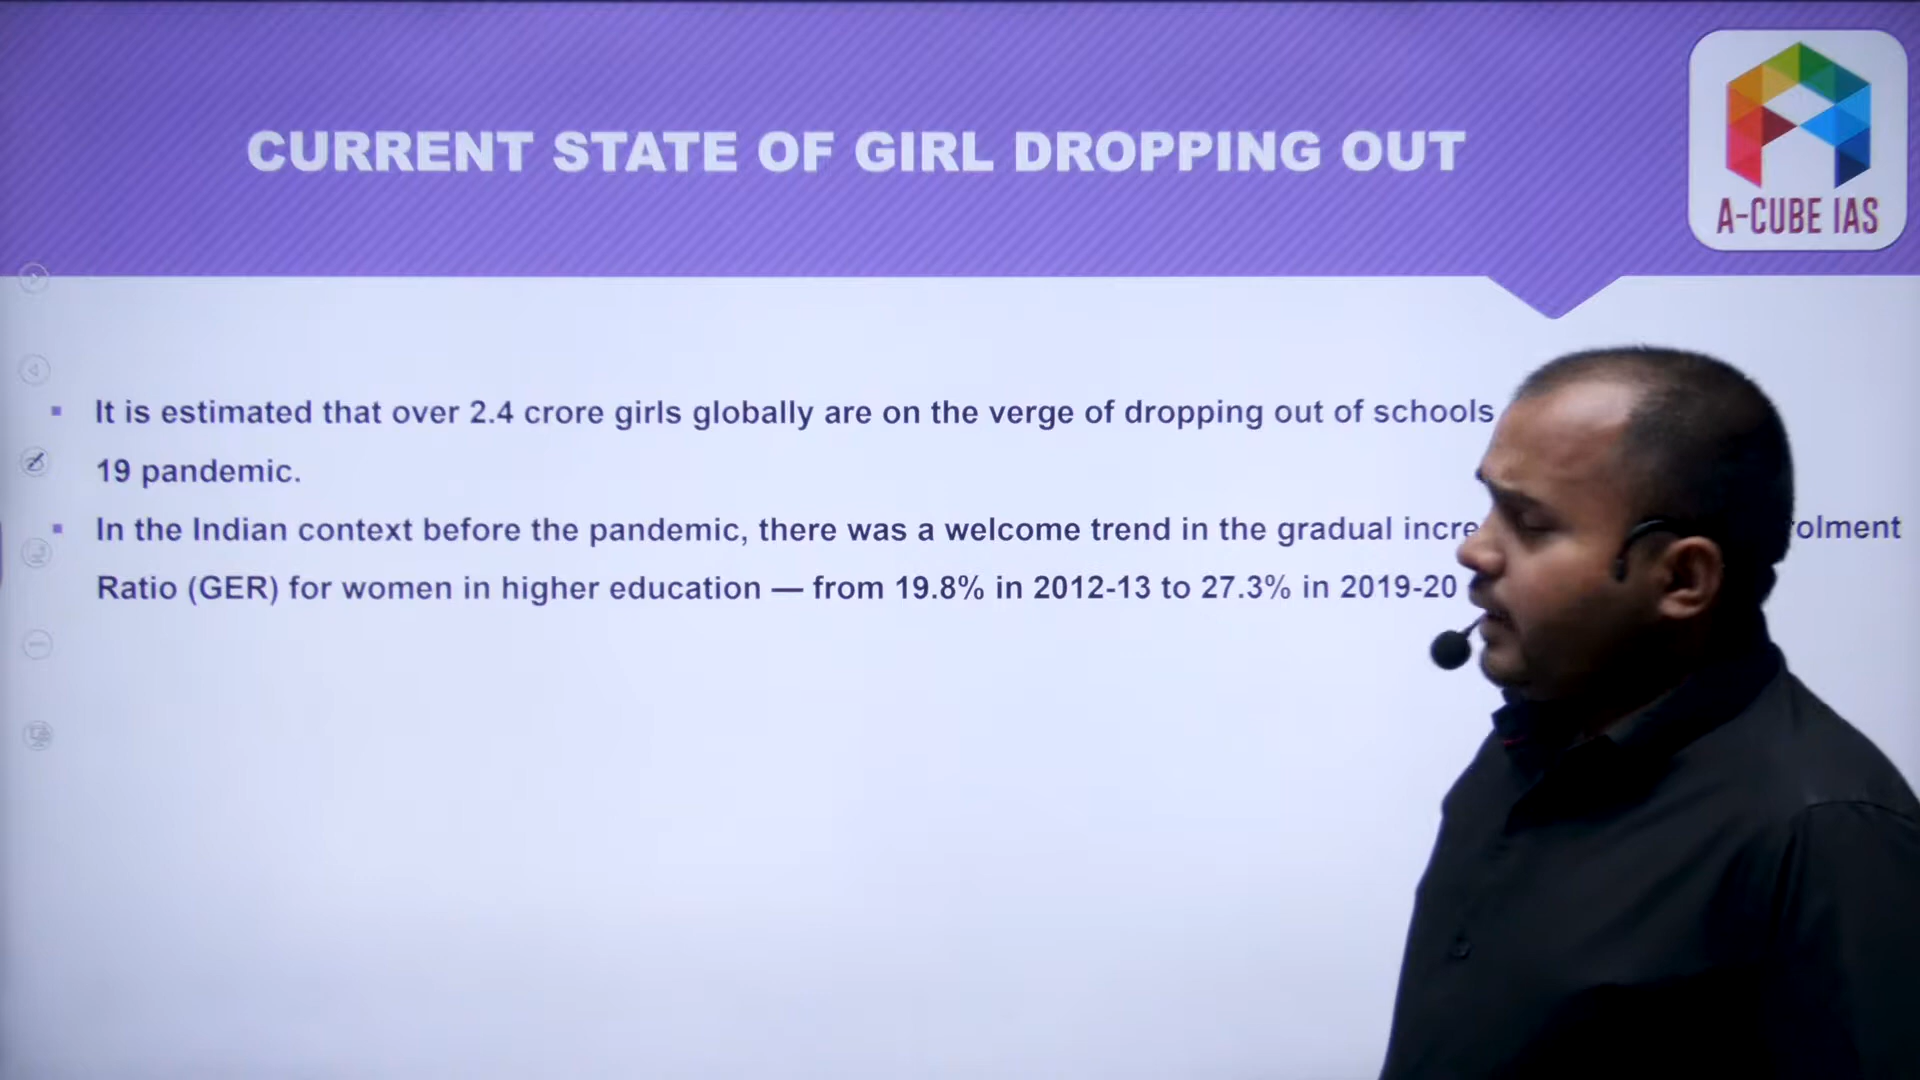 CURRENT STATE OF GIRL DROPPING OUT
A-CUBE IAS
It is estimated that over 2.4 crore girls globally are on the verge of dropping out of schools
19 pandemic.
In the Indian context before the pandemic, there was a welcome trend in the gradual
Ratio (GER) for women in higher education — from 19.8% in 2012-13 to 27.3% in 2019-20